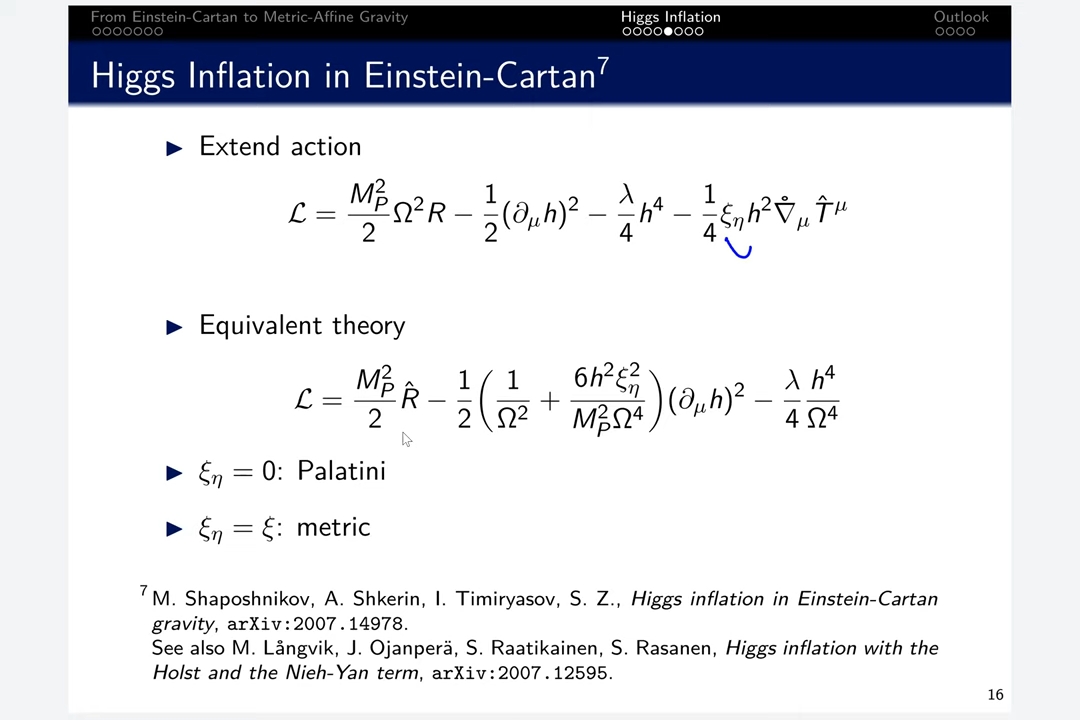 From Einstein-Cartan to Metric-Affine Gravity Higgs Inflation Outlook
Higgs Inflation in Einstein-Cartan⁷
▶ Extend action
ℒ = M_P²/2 Ω²R − 1/2 (∂_μ h)² − λ/4 h⁴ − 1/4 ξ_η h² ∇̊_μ T̂^μ
▶ Equivalent theory
ℒ = M_P²/2 R̂ − 1/2 (1/Ω² + 6h²ξ_η²/(M_P²Ω⁴)) (∂_μ h)² − λ/4 h⁴/Ω⁴
▶ ξ_η = 0: Palatini
▶ ξ_η = ξ: metric
⁷M. Shaposhnikov, A. Shkerin, I. Timiryasov, S. Z., Higgs inflation in Einstein-Cartan
gravity, arXiv:2007.14978.
See also M. Långvik, J. Ojanperä, S. Raatikainen, S. Rasanen, Higgs inflation with the
Holst and the Nieh-Yan term, arXiv:2007.12595.
16